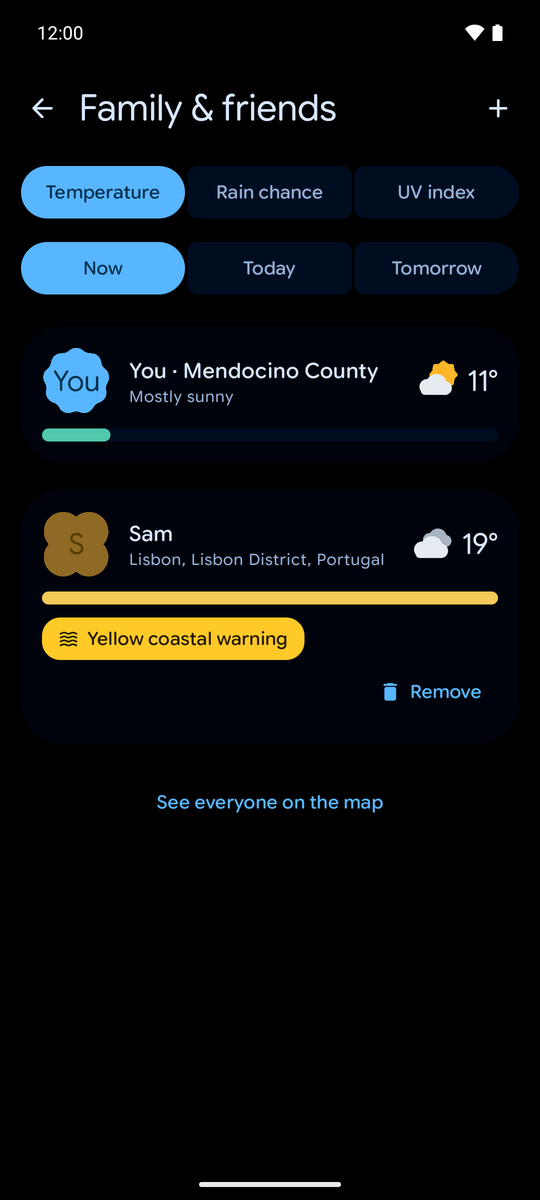 12:00
Family & friends
Temperature
Rain chance
UV index
Now
Today
Tomorrow
You
You · Mendocino County
Mostly sunny
11°
S
Sam
Lisbon, Lisbon District, Portugal
19°
Yellow coastal warning
Remove
See everyone on the map